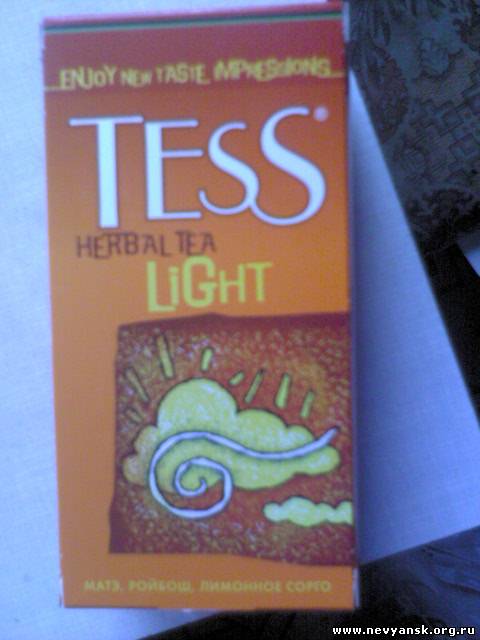 ENJOY NEW TASTE IMPRESSIONS
TESS®
HERBAL TEA
LiGHT
МАТЭ, РОЙБОШ, ЛИМОННОЕ СОРГО
www.nevyansk.org.ru